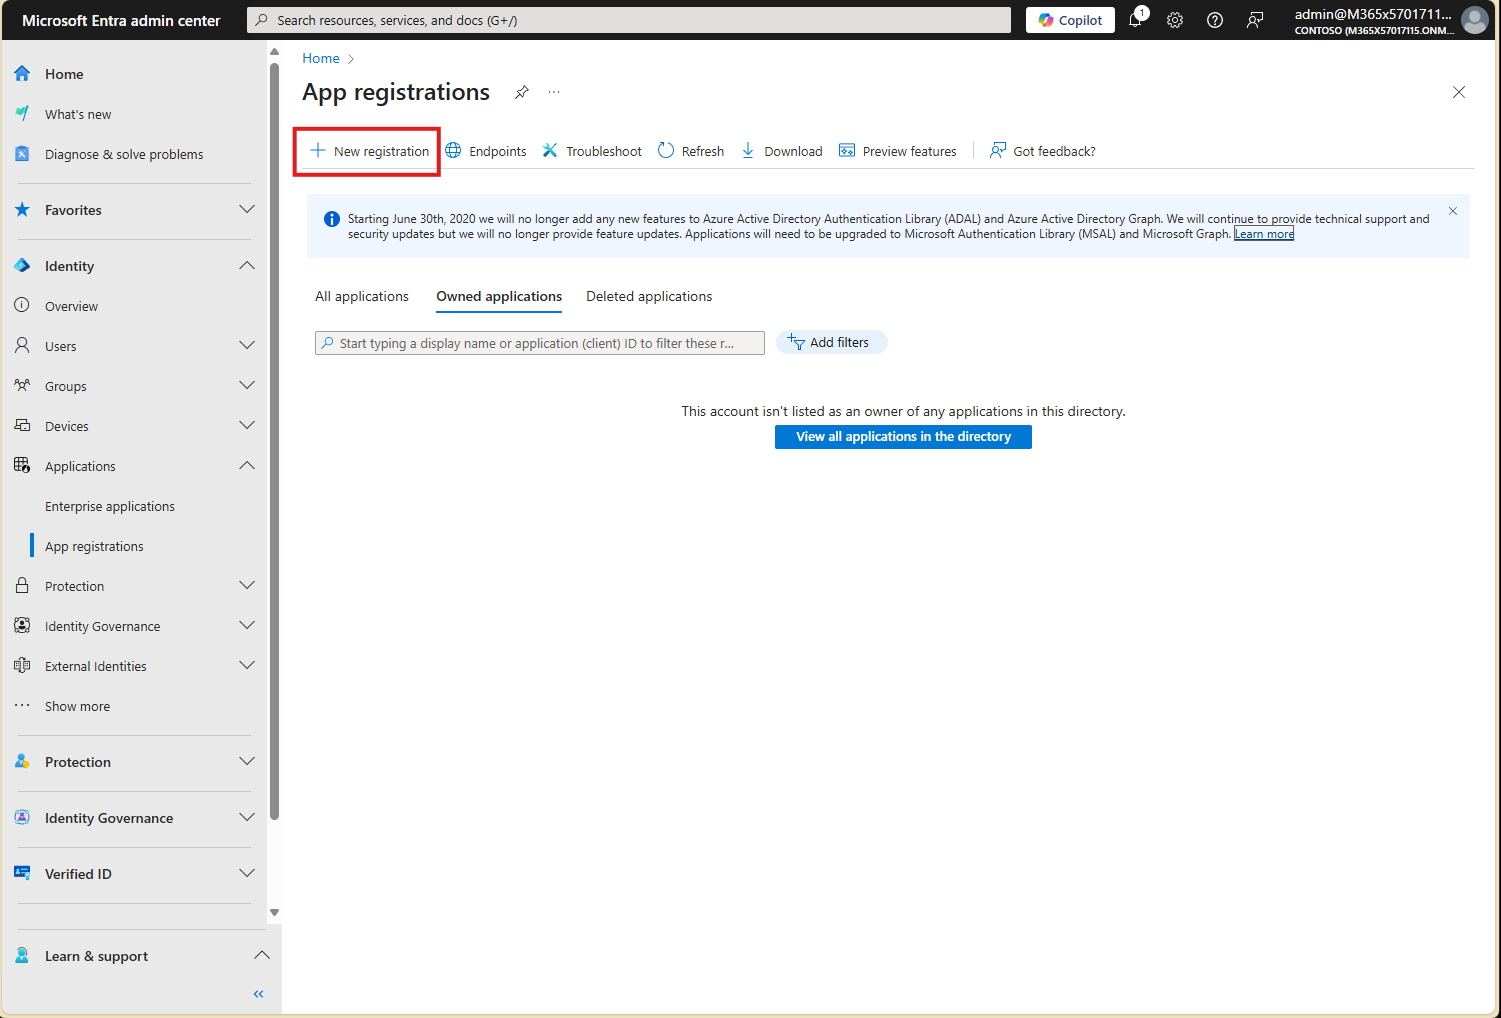 Microsoft Entra admin center
Search resources, services, and docs (G+/)
Copilot
1
admin@M365x5701711...
CONTOSO (M365X57017115.ONM...
Home
What's new
Diagnose & solve problems
Favorites
Identity
Overview
Users
Groups
Devices
Applications
Enterprise applications
App registrations
Protection
Identity Governance
External Identities
Show more
Protection
Identity Governance
Verified ID
Learn & support
Home
App registrations
New registration
Endpoints
Troubleshoot
Refresh
Download
Preview features
Got feedback?
Starting June 30th, 2020 we will no longer add any new features to Azure Active Directory Authentication Library (ADAL) and Azure Active Directory Graph. We will continue to provide technical support and
security updates but we will no longer provide feature updates. Applications will need to be upgraded to Microsoft Authentication Library (MSAL) and Microsoft Graph. Learn more
All applications
Owned applications
Deleted applications
Start typing a display name or application (client) ID to filter these r...
Add filters
This account isn't listed as an owner of any applications in this directory.
View all applications in the directory